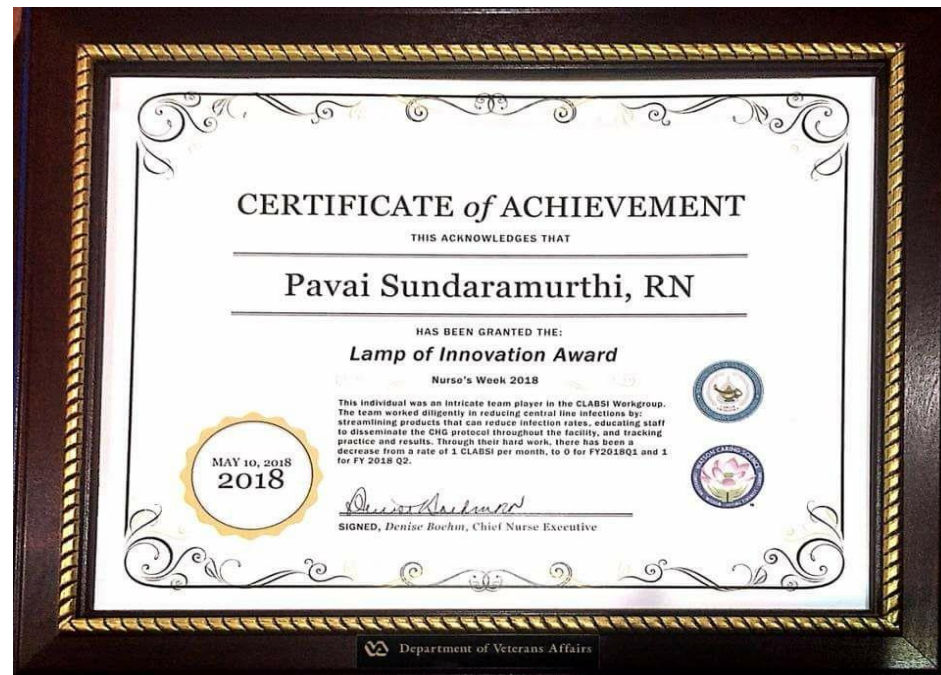 CERTIFICATE of ACHIEVEMENT
THIS ACKNOWLEDGES THAT
Pavai Sundaramurthi, RN
HAS BEEN GRANTED THE:
Lamp of Innovation Award
Nurse's Week 2018
This individual was an intricate team player in the CLABSI Workgroup.
The team worked diligently in reducing central line infections by:
streamlining products that can reduce infection rates, educating staff
to disseminate the CHG protocol throughout the facility, and tracking
practice and results. Through their hard work, there has been a
decrease from a rate of 1 CLABSI per month, to 0 for FY2018Q1 and 1
for FY 2018 Q2.
MAY 10, 2018
2018
SIGNED, Denise Boehm, Chief Nurse Executive
WATSON CARING SCIENCE
Department of Veterans Affairs